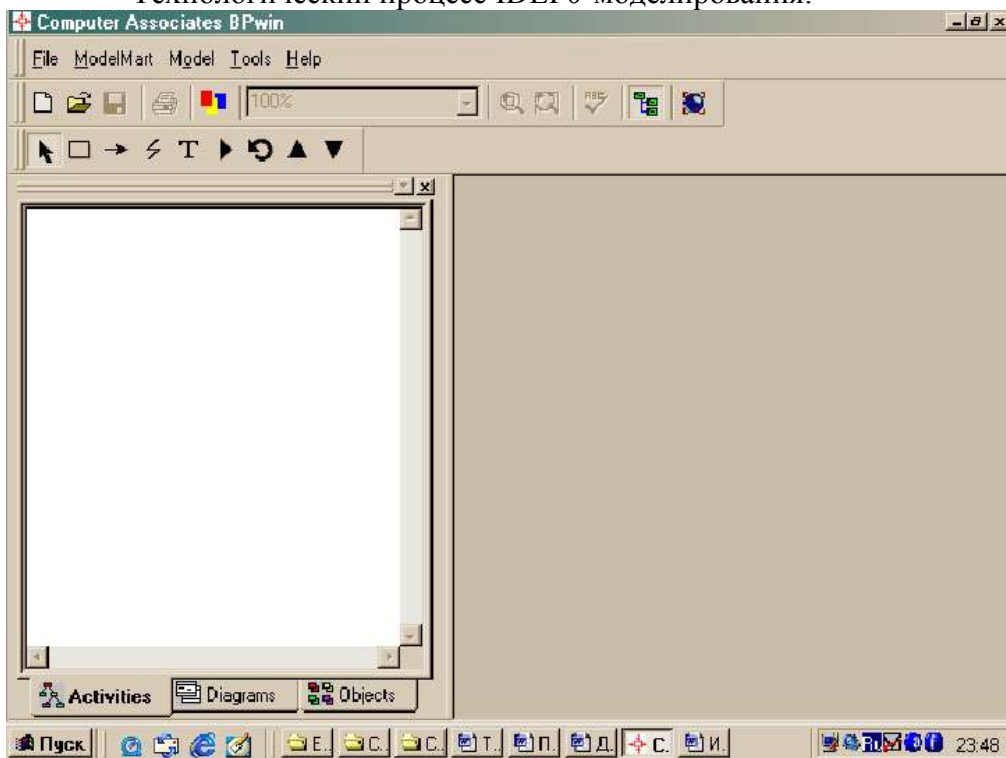 Технологический процесс IDEF0-моделирования.
Computer Associates BPwin
File ModelMart Model Tools Help
100%
T
Activities Diagrams Objects
Пуск Е.. С.. С.. Т.. П.. Д.. С.. И.. 23:48